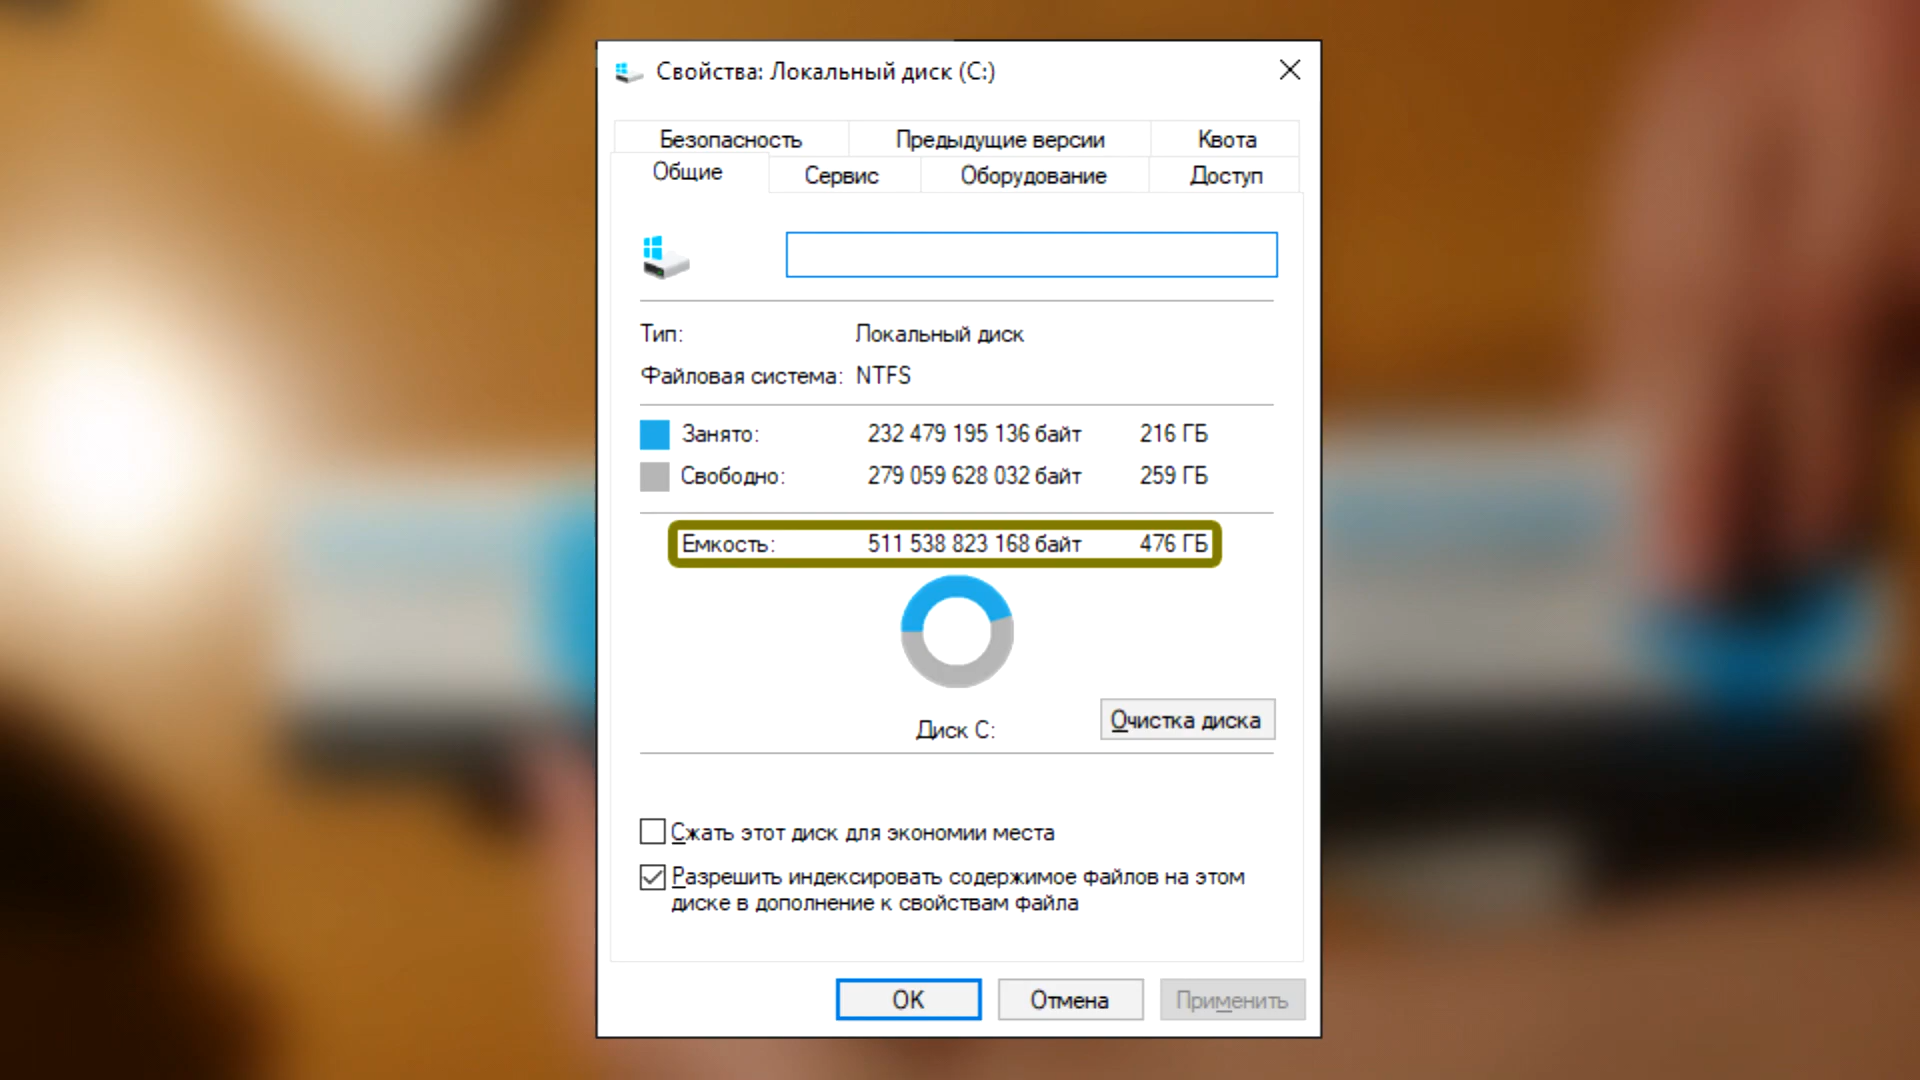 Свойства: Локальный диск (C:)
Безопасность Предыдущие версии Квота
Общие Сервис Оборудование Доступ
Тип: Локальный диск
Файловая система: NTFS
Занято: 232 479 195 136 байт 216 ГБ
Свободно: 279 059 628 032 байт 259 ГБ
Емкость: 511 538 823 168 байт 476 ГБ
Диск C: Очистка диска
Сжать этот диск для экономии места
Разрешить индексировать содержимое файлов на этом
диске в дополнение к свойствам файла
ОК Отмена Применить